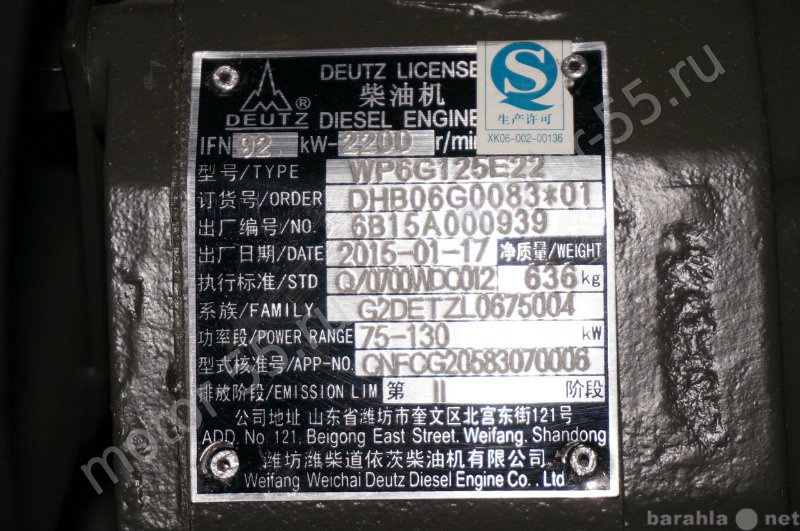 DEUTZ LICENSE
柴油机
DEUTZ ® DIESEL ENGINE
S
生产许可
XK06-002-00136
IFN 92 kW-2200 r/min
型号/TYPE WP6G125E22
订货号/ORDER DHB06G0083*01
出厂编号/NO. 6B15A000939
出厂日期/DATE 2015-01-17 净质量/WEIGHT
执行标准/STD Q/0700WDC012 636 kg
系族/FAMILY G2DETZL0675004
功率段/POWER RANGE 75-130 kW
型式核准号/APP-NO. CNFCG20583070006
排放阶段/EMISSION LIM 第 II 阶段
公司地址 山东省潍坊市奎文区北宫东街121号
ADD. No. 121, Beigong East Street. Weifang. Shandong
潍坊潍柴道依茨柴油机有限公司
Weifang Weichai Deutz Diesel Engine Co., Ltd
motor-55.ru
barahla.net